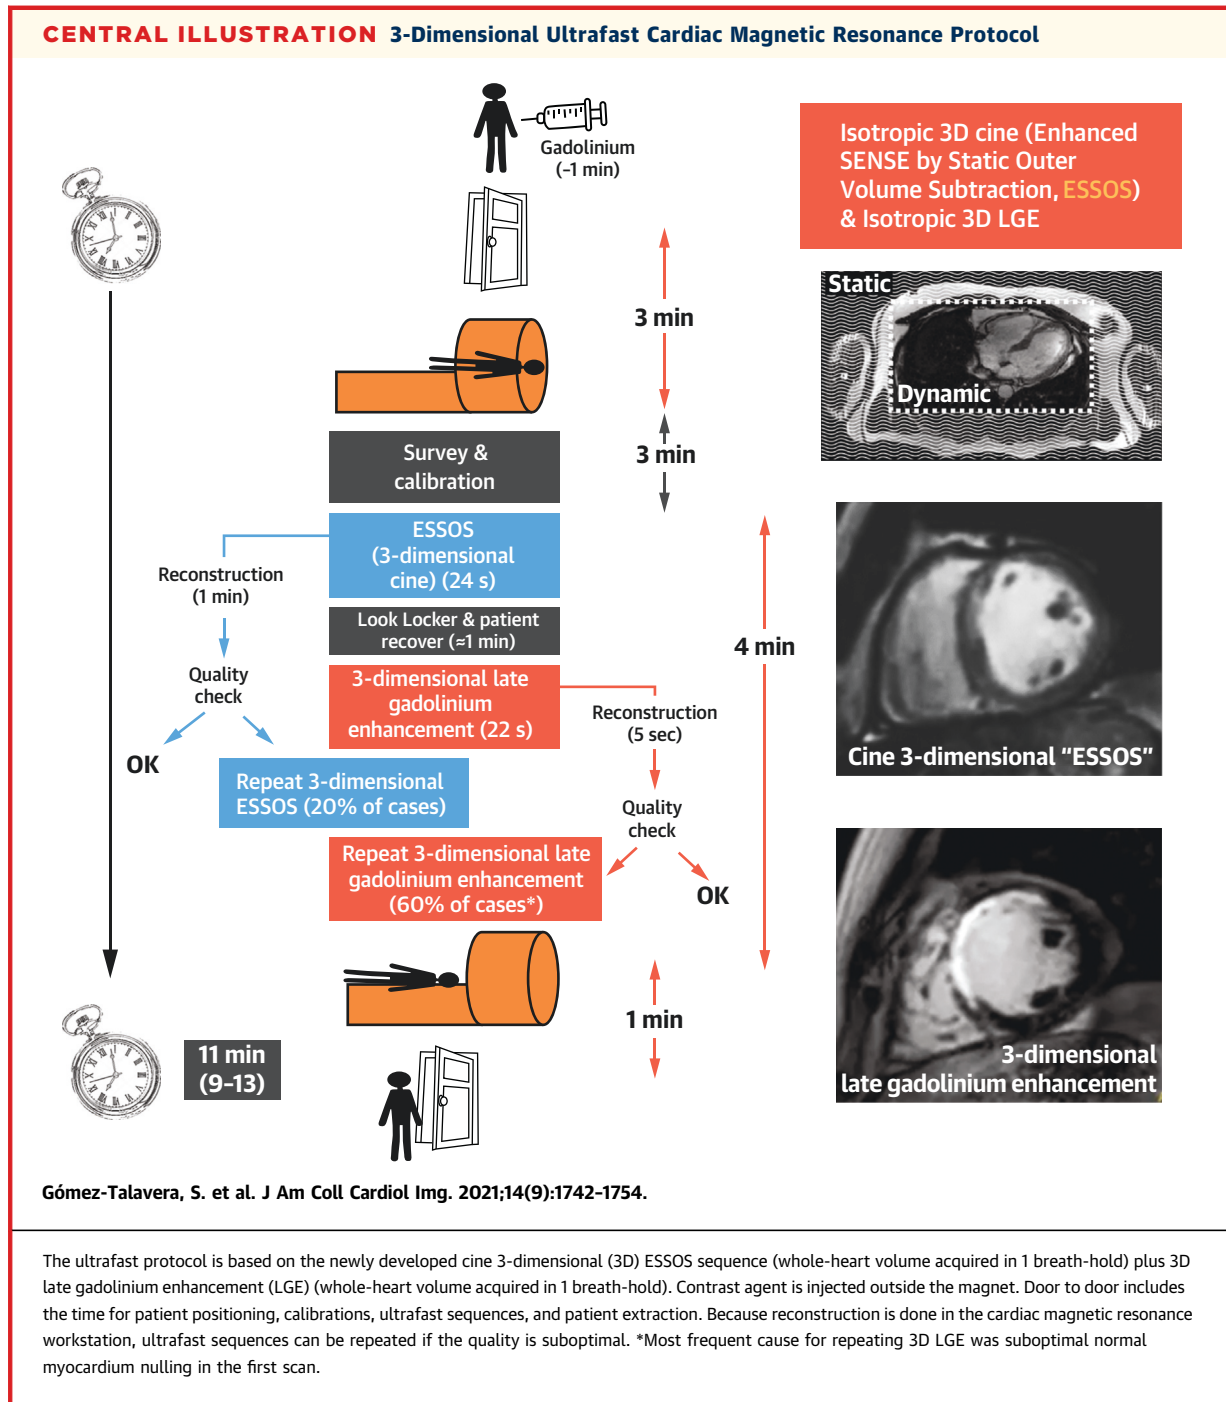 CENTRAL ILLUSTRATION 3-Dimensional Ultrafast Cardiac Magnetic Resonance Protocol
Gadolinium
(-1 min)
Isotropic 3D cine (Enhanced
SENSE by Static Outer
Volume Subtraction, ESSOS)
& Isotropic 3D LGE
3 min
Static
Dynamic
Survey &
calibration
3 min
ESSOS
(3-dimensional
cine) (24 s)
Reconstruction
(1 min)
Look Locker & patient
recover (≈1 min)
4 min
Quality
check
3-dimensional late
gadolinium
enhancement (22 s)
Reconstruction
(5 sec)
OK
Repeat 3-dimensional
ESSOS (20% of cases)
Quality
check
Repeat 3-dimensional late
gadolinium enhancement
(60% of cases*)
OK
Cine 3-dimensional "ESSOS"
1 min
11 min
(9-13)
3-dimensional
late gadolinium enhancement
Gómez-Talavera, S. et al. J Am Coll Cardiol Img. 2021;14(9):1742-1754.
The ultrafast protocol is based on the newly developed cine 3-dimensional (3D) ESSOS sequence (whole-heart volume acquired in 1 breath-hold) plus 3D
late gadolinium enhancement (LGE) (whole-heart volume acquired in 1 breath-hold). Contrast agent is injected outside the magnet. Door to door includes
the time for patient positioning, calibrations, ultrafast sequences, and patient extraction. Because reconstruction is done in the cardiac magnetic resonance
workstation, ultrafast sequences can be repeated if the quality is suboptimal. *Most frequent cause for repeating 3D LGE was suboptimal normal
myocardium nulling in the first scan.